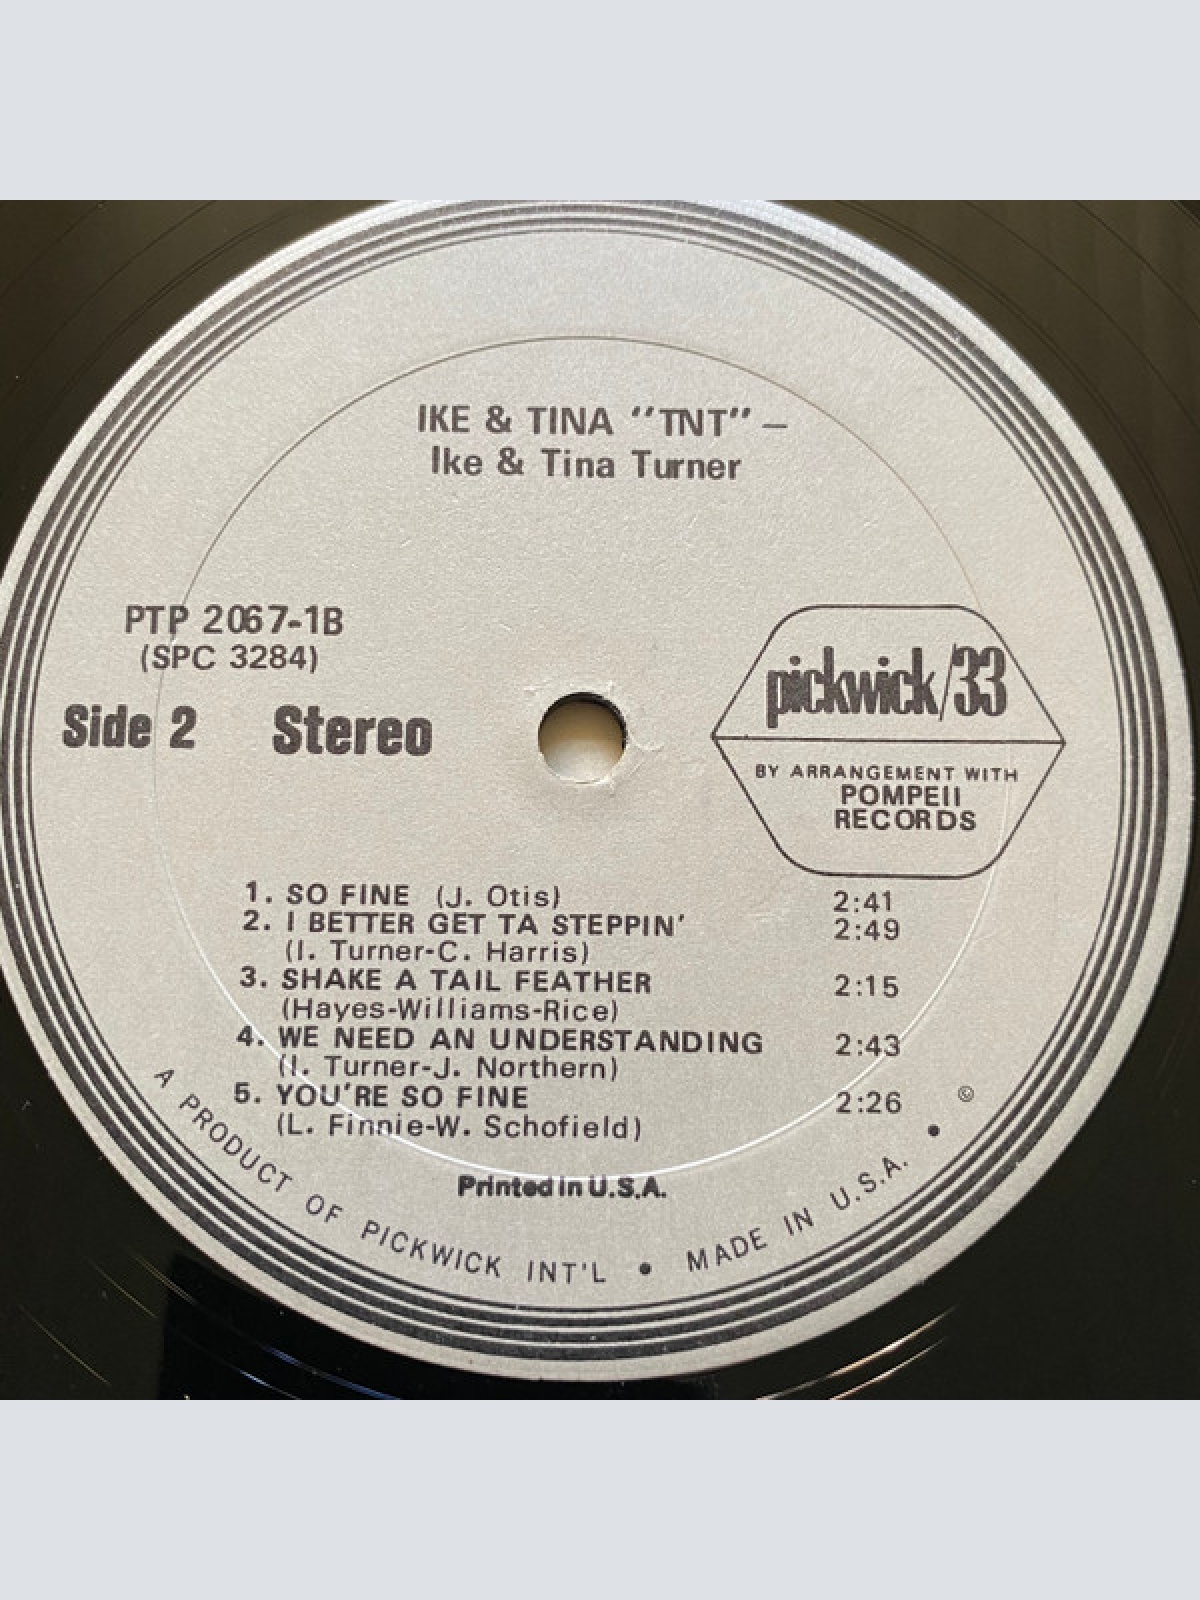 IKE & TINA "TNT" –
Ike & Tina Turner
PTP 2067-1B
(SPC 3284)
Side 2 Stereo
pickwick/33
BY ARRANGEMENT WITH
POMPEII
RECORDS
1. SO FINE (J. Otis) 2:41
2. I BETTER GET TA STEPPIN' 2:49
(I. Turner-C. Harris)
3. SHAKE A TAIL FEATHER 2:15
(Hayes-Williams-Rice)
4. WE NEED AN UNDERSTANDING 2:43
(I. Turner-J. Northern)
5. YOU'RE SO FINE 2:26
(L. Finnie-W. Schofield)
©
Printed in U.S.A.
A PRODUCT OF PICKWICK INT'L • MADE IN U.S.A. •